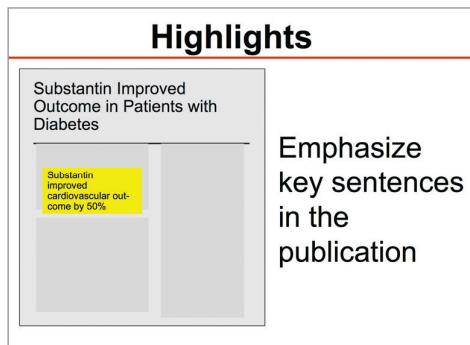 Highlights
Substantin Improved
Outcome in Patients with
Diabetes
Substantin
improved
cardiovascular out-
come by 50%
Emphasize
key sentences
in the
publication